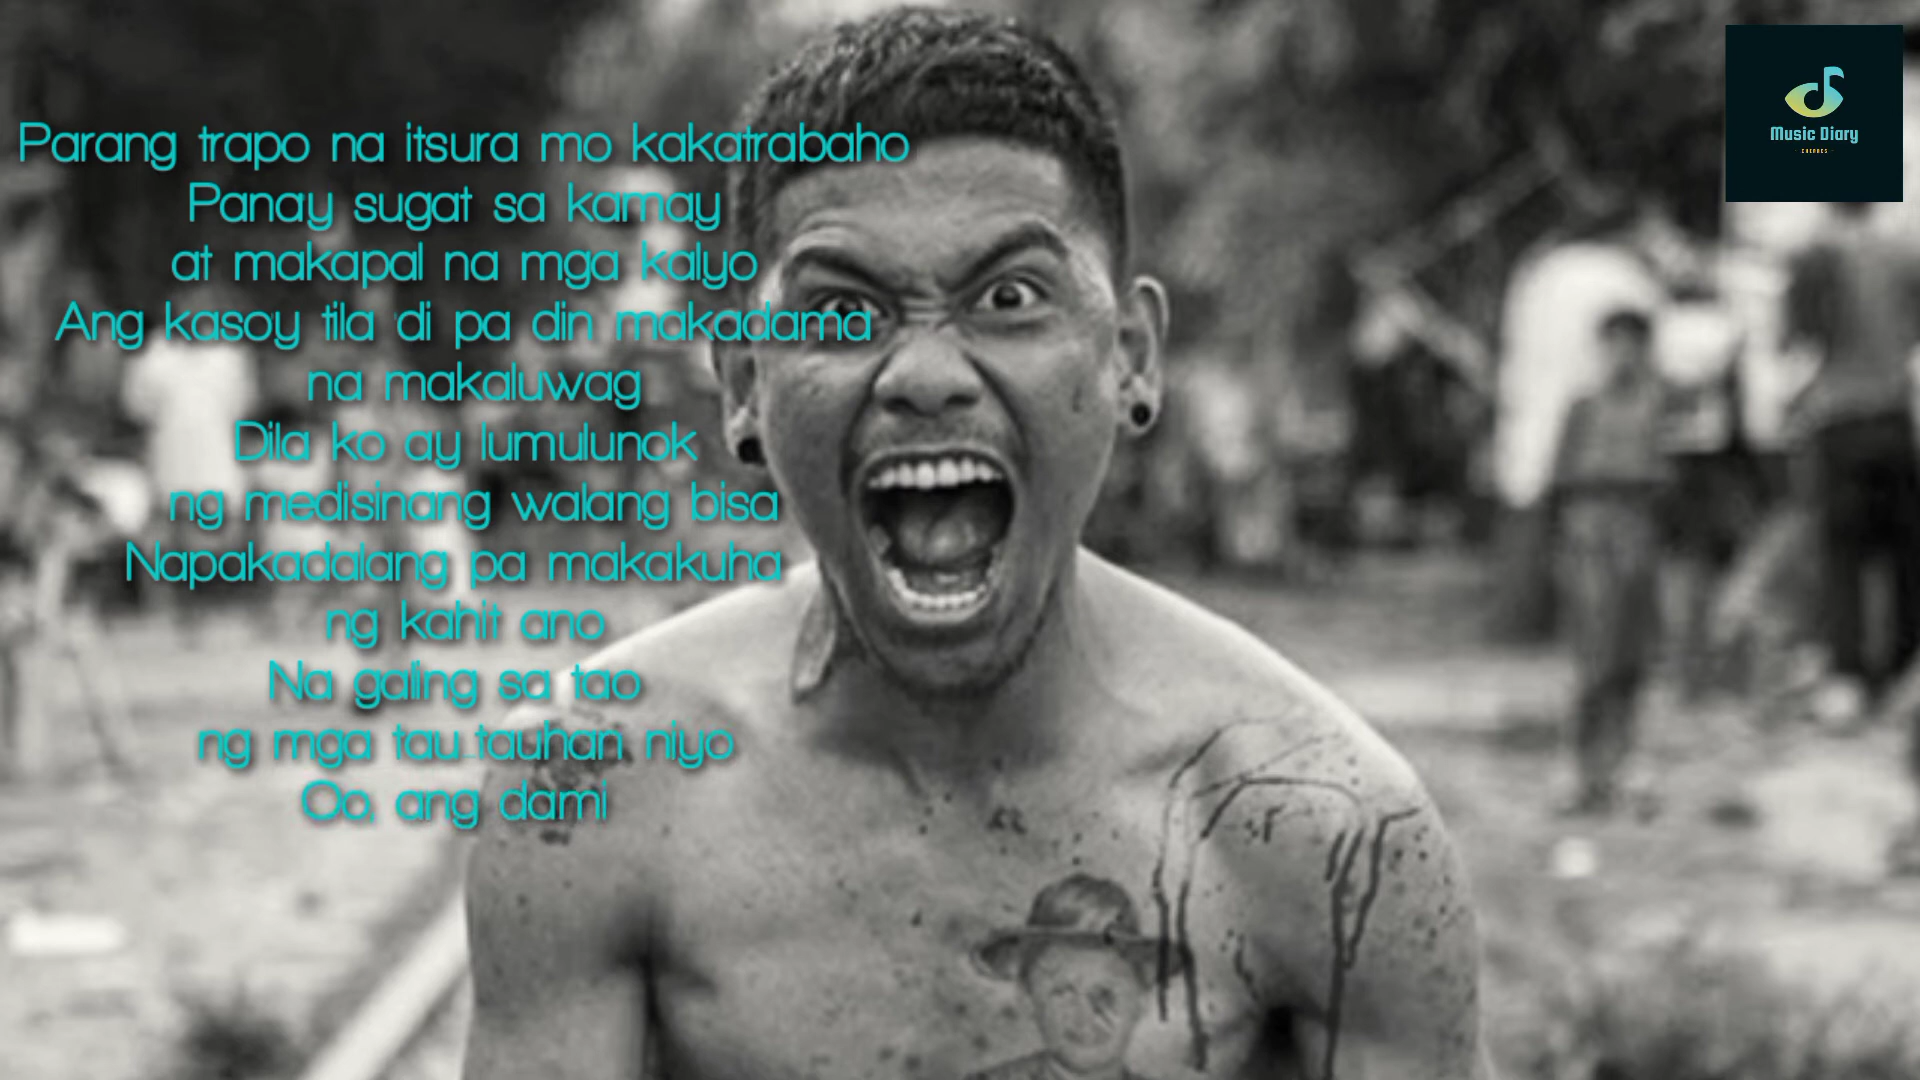 Parang trapo na itsura mo kakatrabaho
Panay sugat sa kamay
at makapal na mga kalyo
Ang kasoy tila 'di pa din makadama
na makaluwag
Dila ko ay lumulunok
ng medisinang walang bisa
Napakadalang pa makakuha
ng kahit ano
Na galing sa tao
ng mga tau tauhan niyo
Oo, ang dami
Music Diary